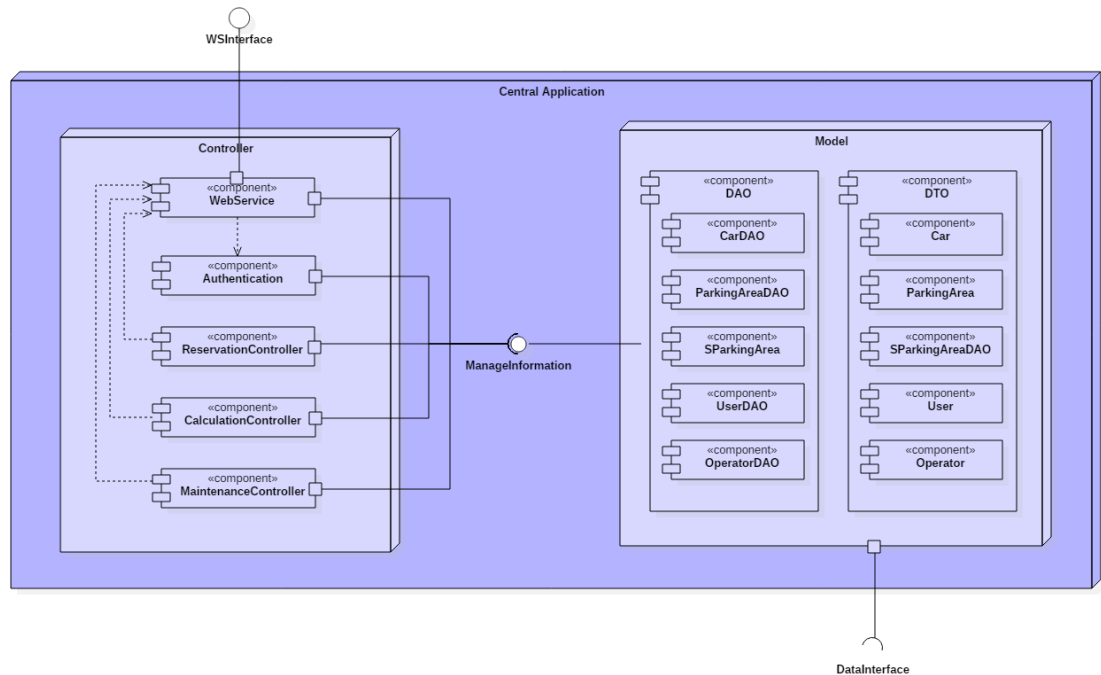 WSInterface
Central Application
Controller
«component»
WebService
«component»
Authentication
«component»
ReservationController
«component»
CalculationController
«component»
MaintenanceController
ManageInformation
Model
«component»
DAO
«component»
CarDAO
«component»
ParkingAreaDAO
«component»
SParkingArea
«component»
UserDAO
«component»
OperatorDAO
«component»
DTO
«component»
Car
«component»
ParkingArea
«component»
SParkingAreaDAO
«component»
User
«component»
Operator
DataInterface